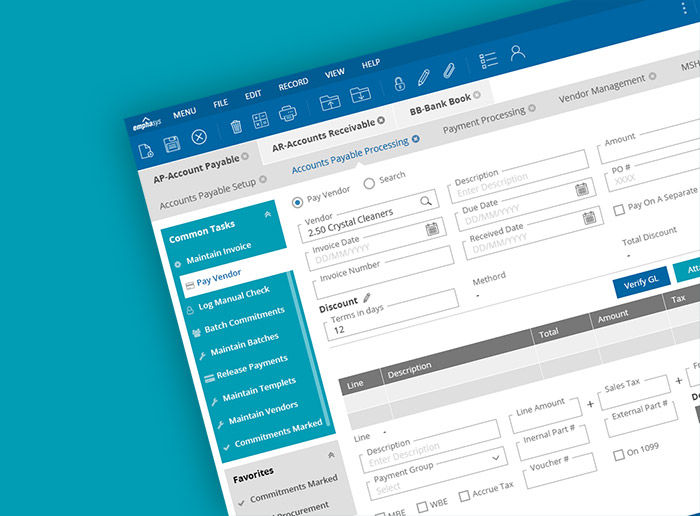 emphasys
MENU FILE EDIT RECORD VIEW HELP
AP-Account Payable AR-Accounts Receivable BB-Bank Book
Accounts Payable Setup Accounts Payable Processing Payment Processing Vendor Management MSH
Common Tasks
Maintain Invoice
Pay Vendor
Log Manual Check
Batch Commitments
Maintain Batches
Release Payments
Maintain Templets
Maintain Vendors
Commitments Marked
Favorites
Commitments Marked
Procurement
Pay Vendor Search
Vendor
2.50 Crystal Cleaners
Invoice Date
DD/MM/YYYY
Invoice Number
Discount
Terms in days
12
Description
Enter Description
Due Date
DD/MM/YYYY
Received Date
DD/MM/YYYY
Methord
-
Amount
PO #
XXXX
Pay On A Separate
Total Discount
-
Verify GL
Atta
Line Description Total Amount Tax
Line -
Description
Enter Description
Payment Group
Select
MBE WBE Accrue Tax
Line Amount + Sales Tax + Fr
Inernal Part # External Part #
Voucher # On 1099
De